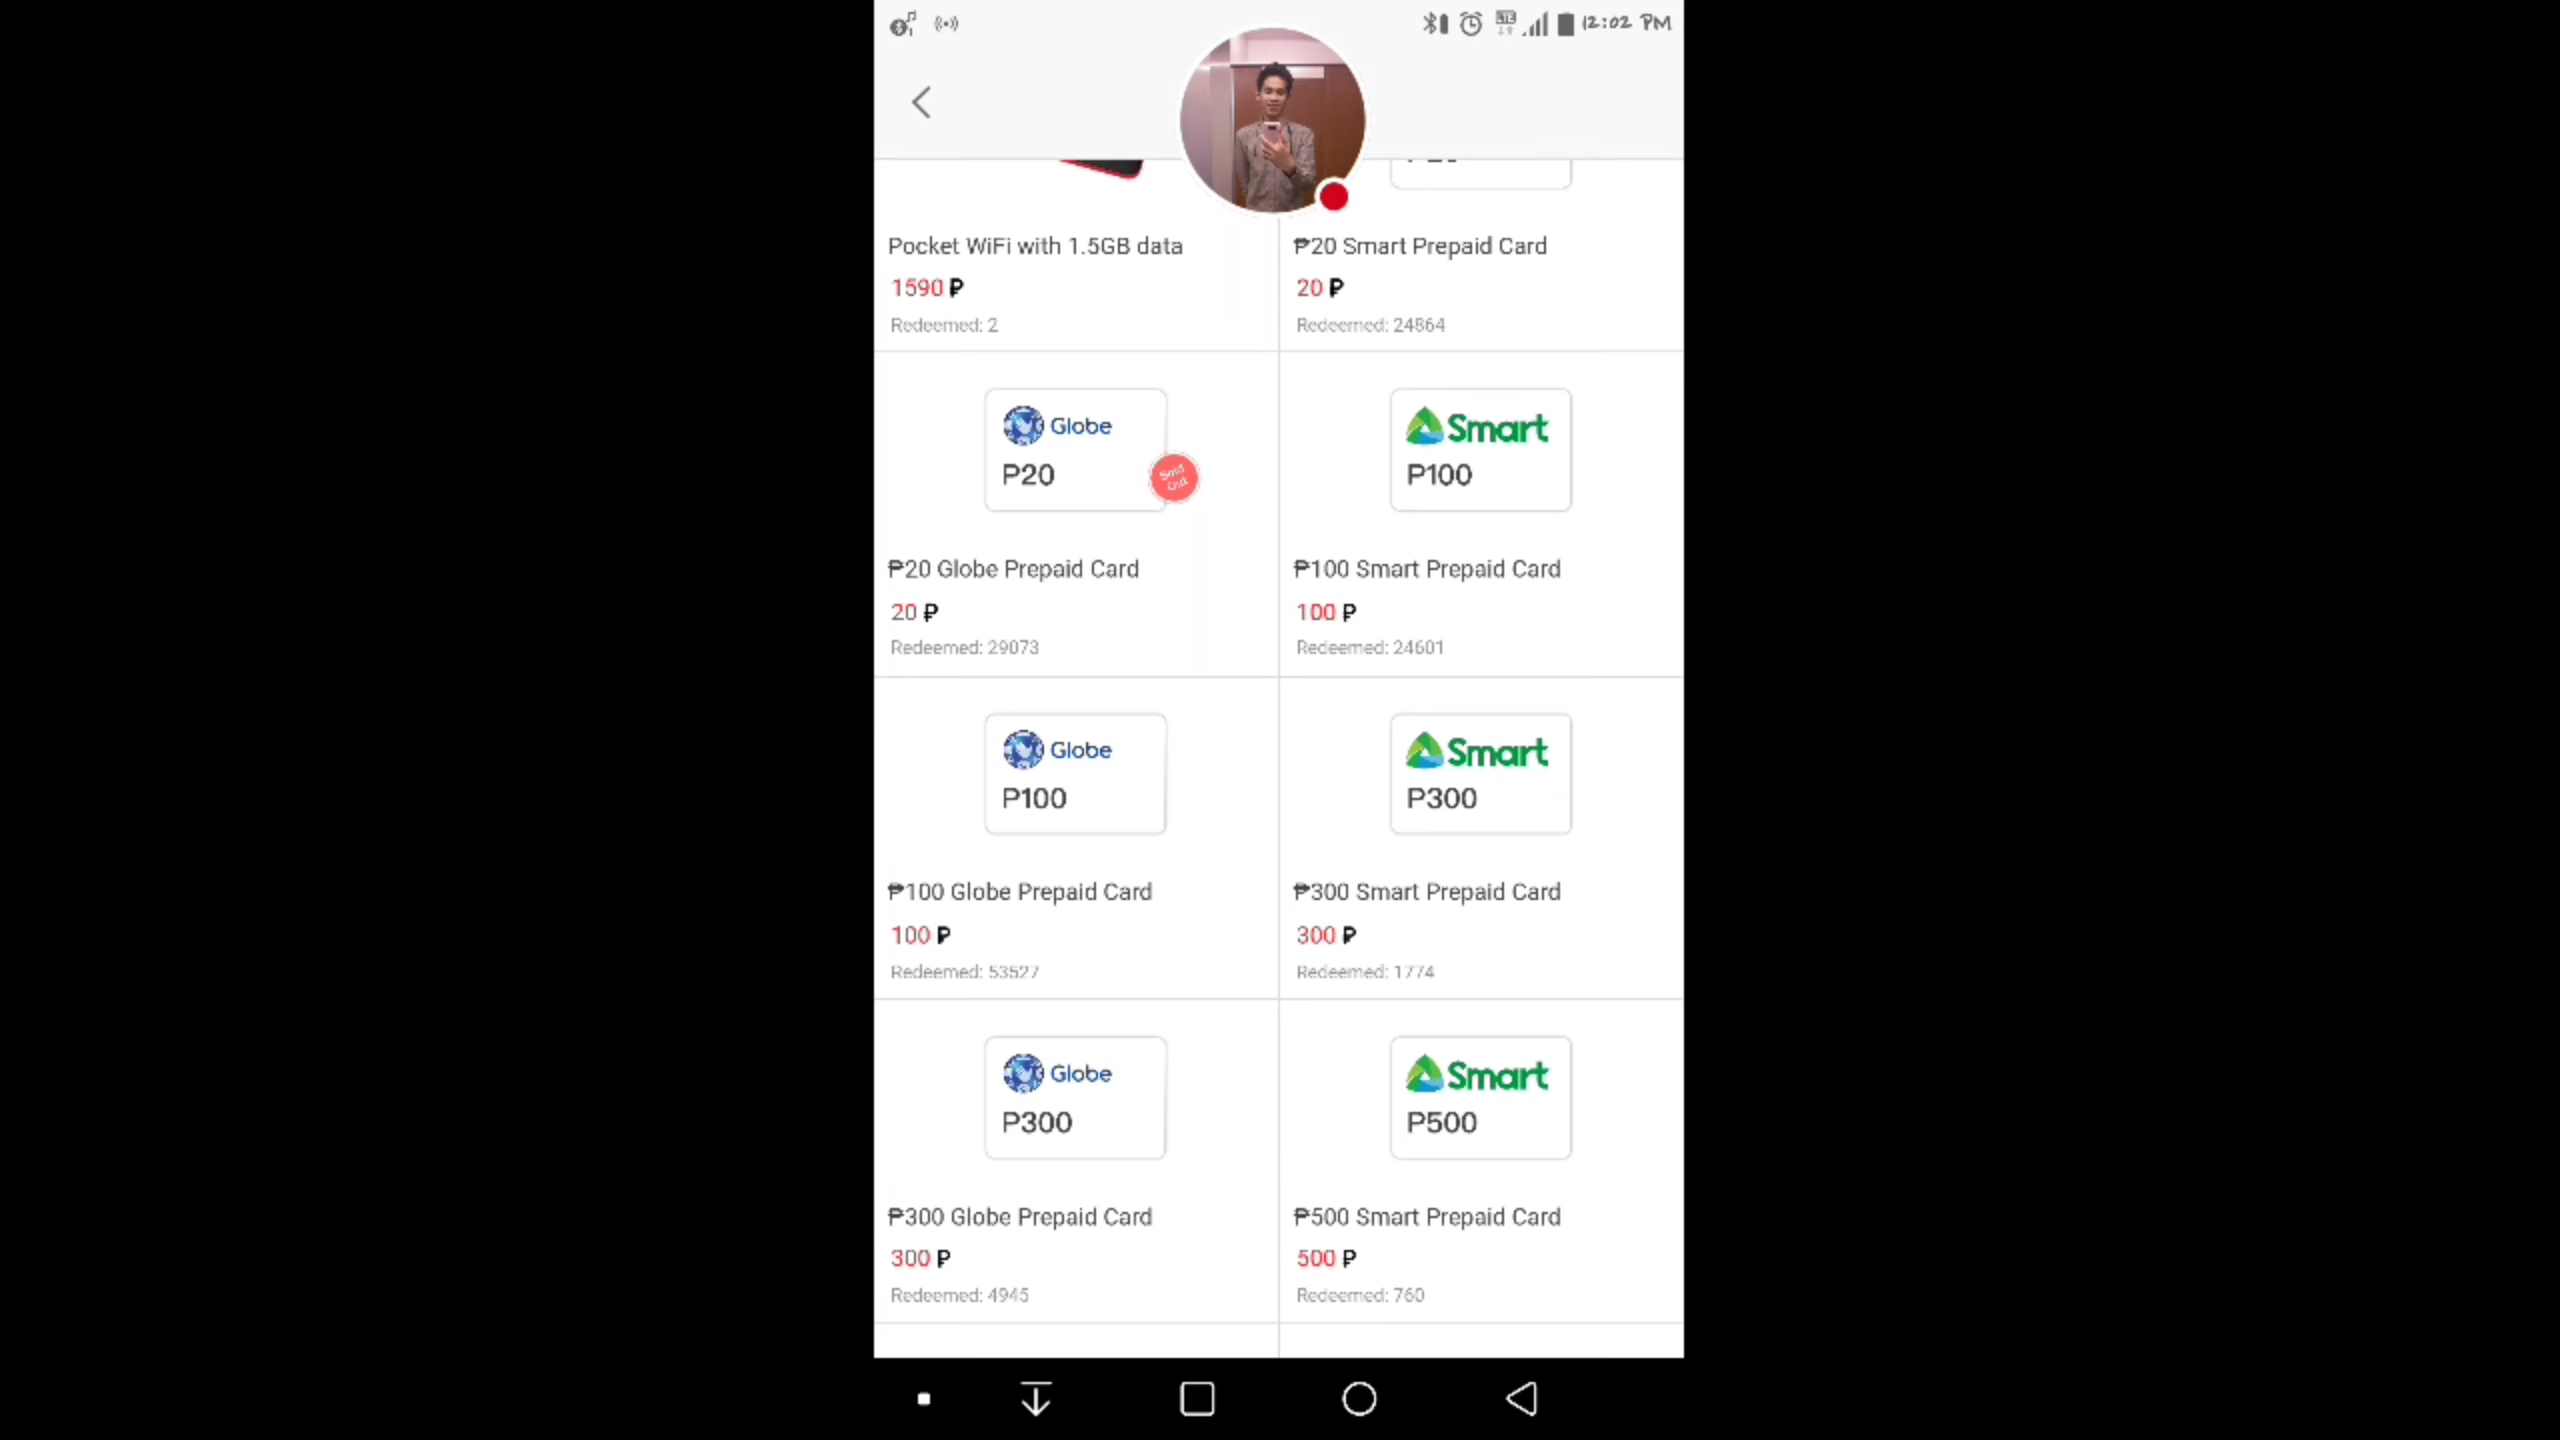 12:02 PM
Pocket WiFi with 1.5GB data
1590 ₽
Redeemed: 2
₱20 Smart Prepaid Card
20 ₽
Redeemed: 24864
Globe
P20
Sold Out
₱20 Globe Prepaid Card
20 ₽
Redeemed: 29073
Smart
P100
₱100 Smart Prepaid Card
100 ₽
Redeemed: 24601
Globe
P100
₱100 Globe Prepaid Card
100 ₽
Redeemed: 53527
Smart
P300
₱300 Smart Prepaid Card
300 ₽
Redeemed: 1774
Globe
P300
₱300 Globe Prepaid Card
300 ₽
Redeemed: 4945
Smart
P500
₱500 Smart Prepaid Card
500 ₽
Redeemed: 760